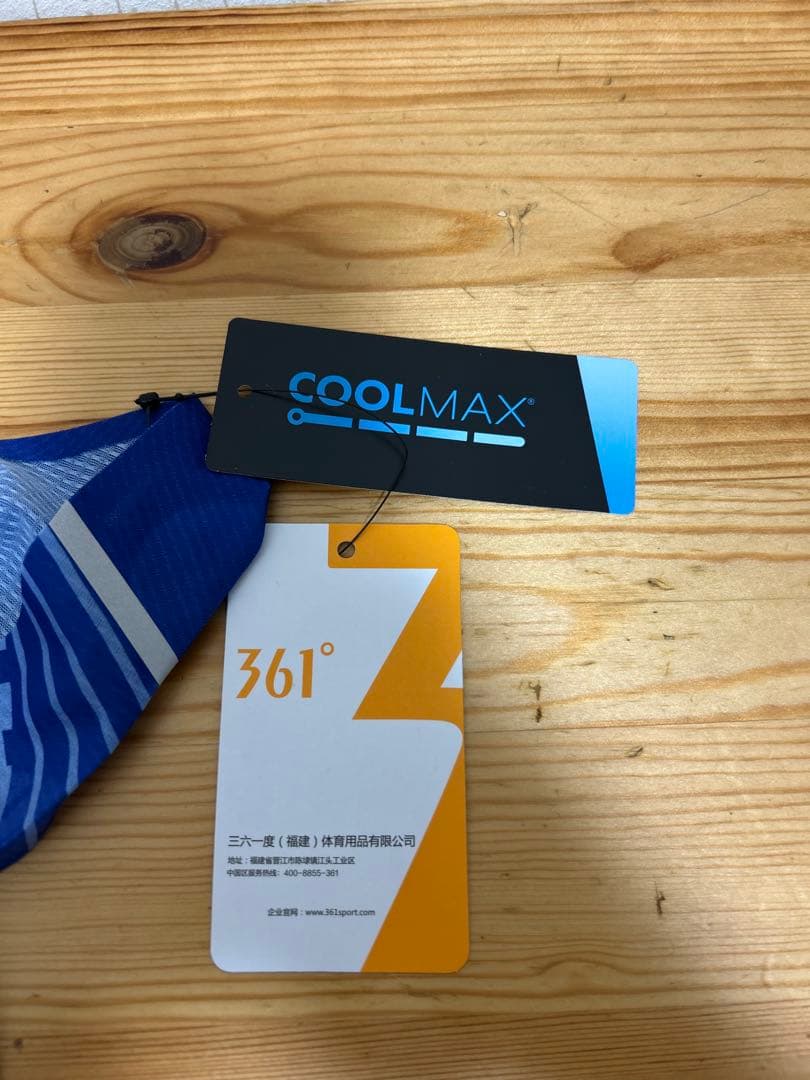 COOLMAX®
361°
三六一度（福建）体育用品有限公司
地址：福建省晋江市陈埭镇江头工业区
中国区服务热线：400-8855-361
企业官网：www.361sport.com